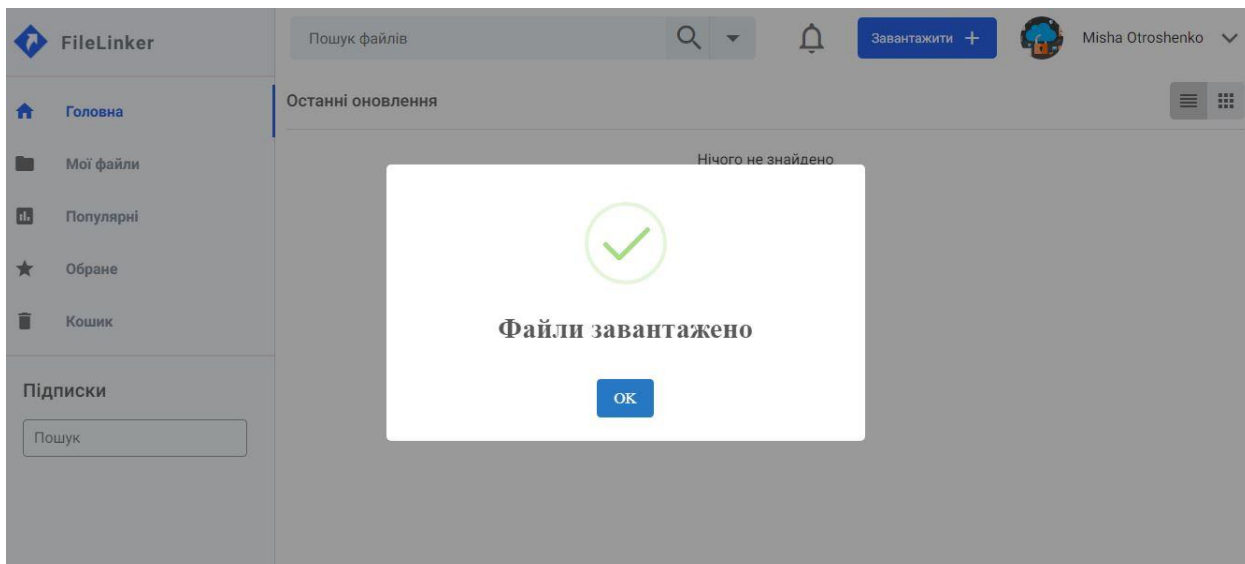 FileLinker
Пошук файлів
Завантажити +
Misha Otroshenko
Головна
Мої файли
Популярні
Обране
Кошик
Підписки
Пошук
Останні оновлення
Нічого не знайдено
Файли завантажено
OK